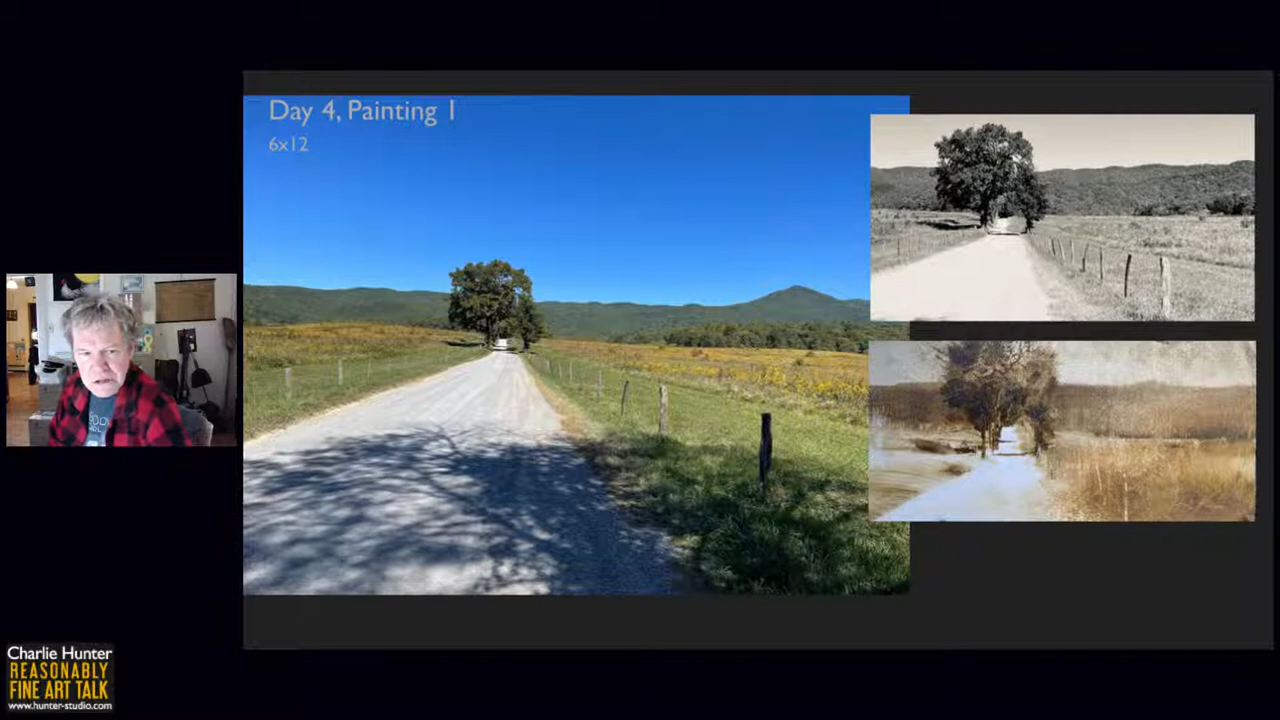 Day 4, Painting 1
6x12
Charlie Hunter
REASONABLY
FINE ART TALK
www.hunter-studio.com